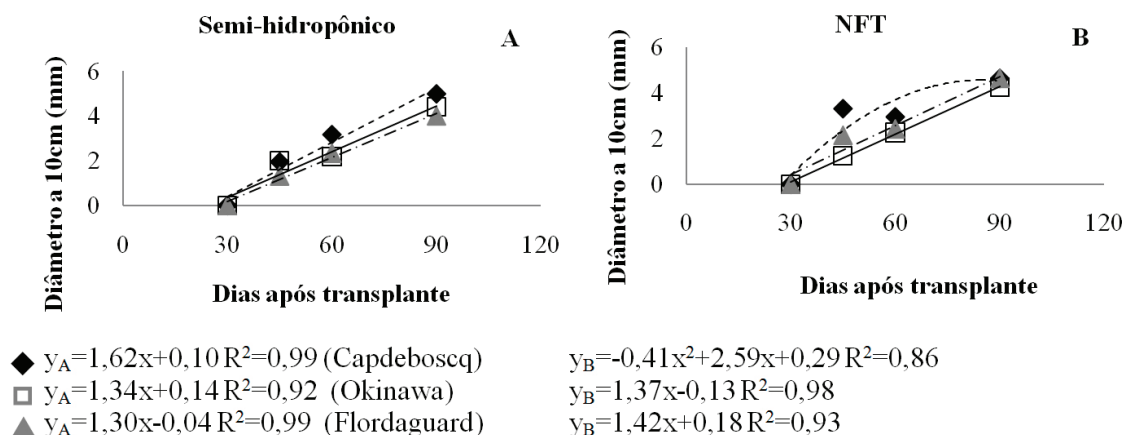 Semi-hidropônico
A
Diâmetro a 10cm (mm)
6
4
2
0
0 30 60 90 120
Dias após transplante
NFT
B
Diâmetro a 10cm (mm)
6
4
2
0
0 30 60 90 120
Dias após transplante
yA=1,62x+0,10 R²=0,99 (Capdeboscq)
yA=1,34x+0,14 R²=0,92 (Okinawa)
yA=1,30x-0,04 R²=0,99 (Flordaguard)
yB=-0,41x²+2,59x+0,29 R²=0,86
yB=1,37x-0,13 R²=0,98
yB=1,42x+0,18 R²=0,93